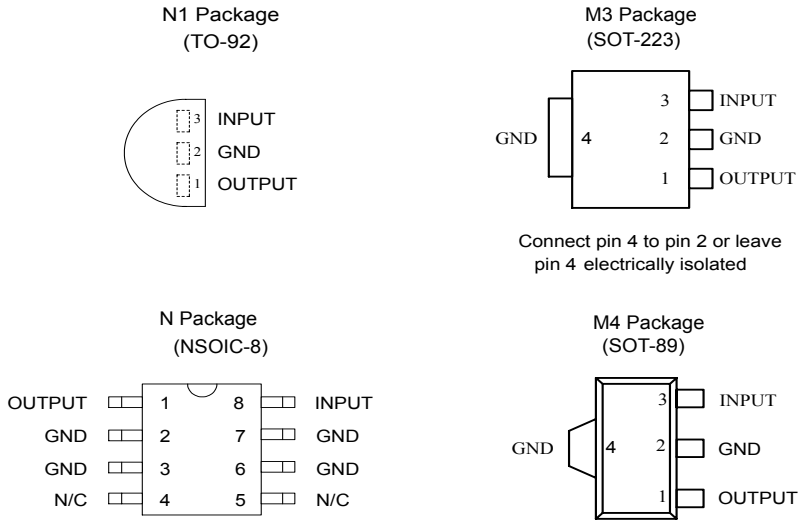 N1 Package
(TO-92)
3 INPUT
2 GND
1 OUTPUT
M3 Package
(SOT-223)
3 INPUT
GND 4 2 GND
1 OUTPUT
Connect pin 4 to pin 2 or leave
pin 4 electrically isolated
N Package
(NSOIC-8)
OUTPUT 1 8 INPUT
GND 2 7 GND
GND 3 6 GND
N/C 4 5 N/C
M4 Package
(SOT-89)
3 INPUT
GND 4 2 GND
1 OUTPUT